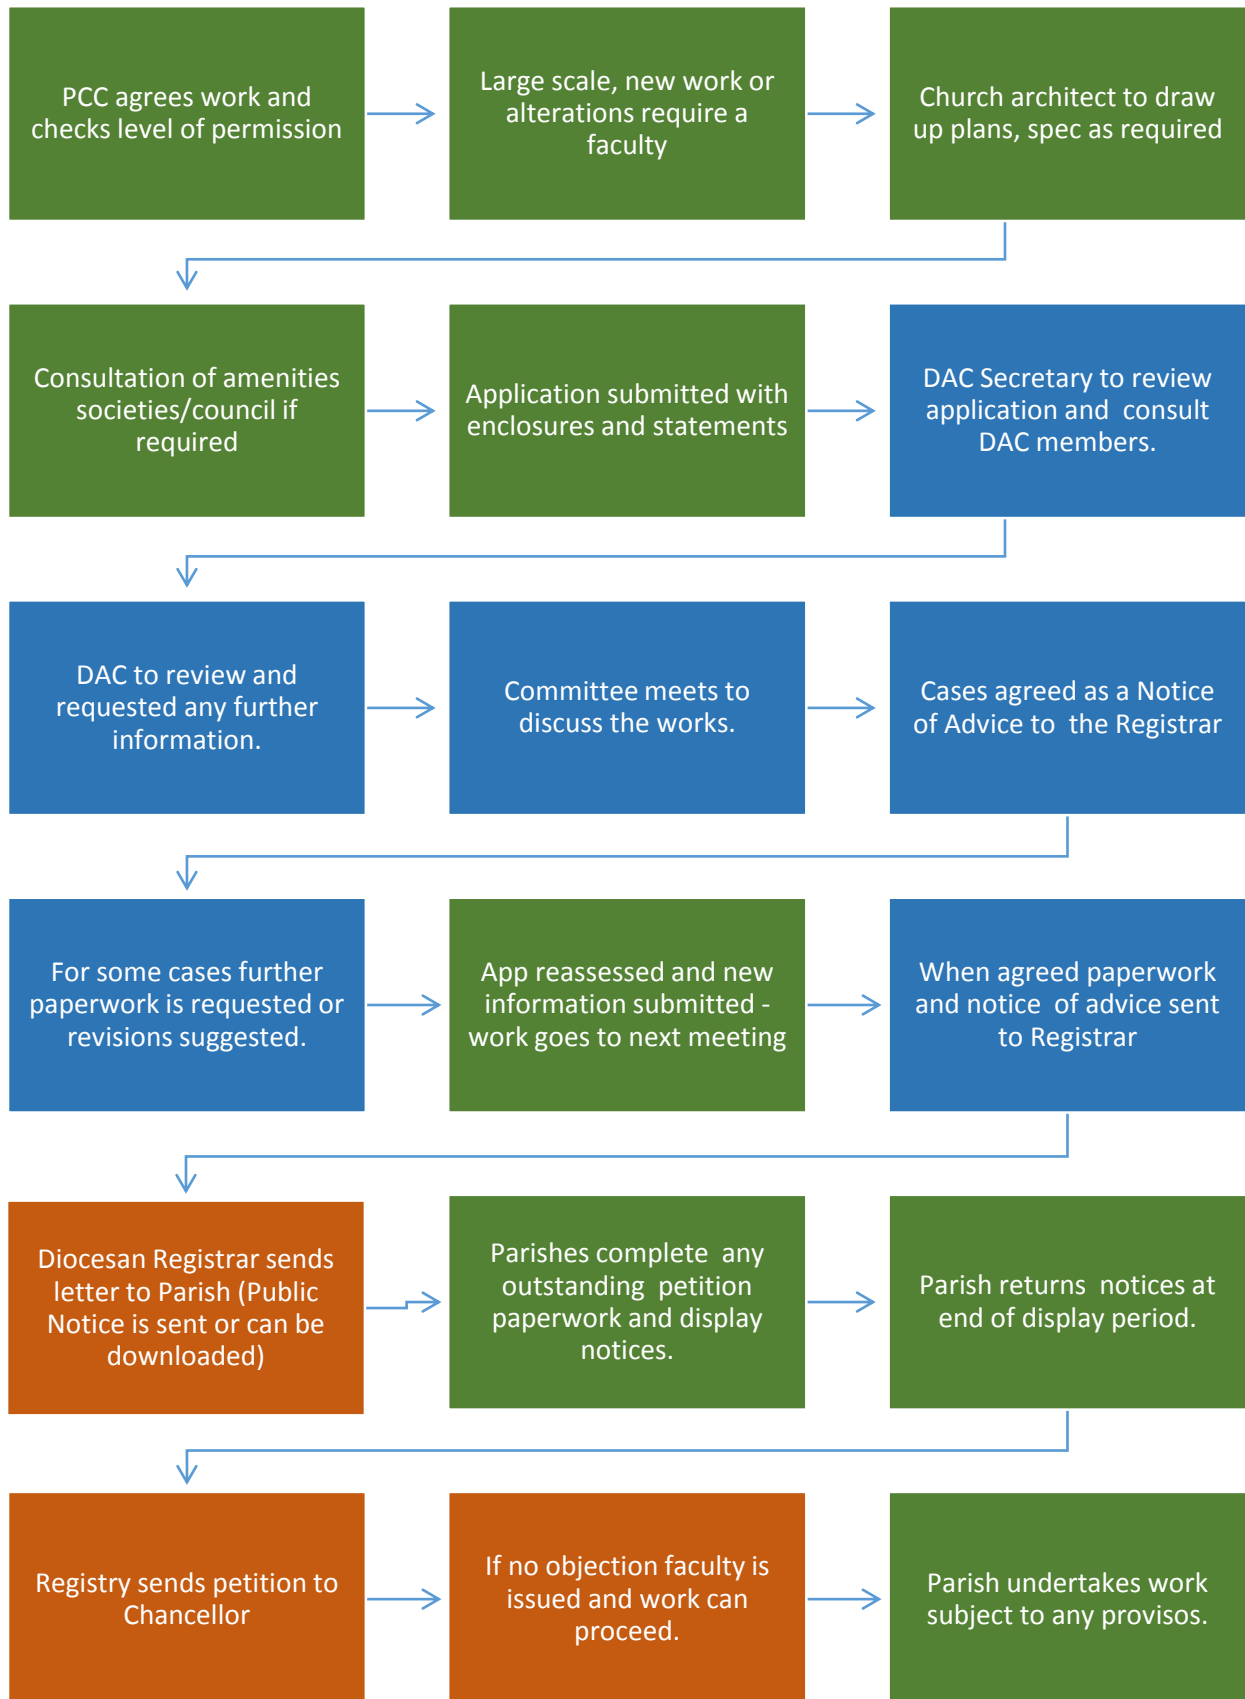 PCC agrees work and
checks level of permission
Large scale, new work or
alterations require a
faculty
Church architect to draw
up plans, spec as required
Consultation of amenities
societies/council if
required
Application submitted with
enclosures and statements
DAC Secretary to review
application and  consult
DAC members.
DAC to review and
requested any further
information.
Committee meets to
discuss the works.
Cases agreed as a Notice
of Advice to  the Registrar
For some cases further
paperwork is requested or
revisions suggested.
App reassessed and new
information submitted -
work goes to next meeting
When agreed paperwork
and notice  of advice sent
to Registrar
Diocesan Registrar sends
letter to Parish (Public
Notice is sent or can be
downloaded)
Parishes complete  any
outstanding  petition
paperwork and display
notices.
Parish returns  notices at
end of display period.
Registry sends petition to
Chancellor
If no objection faculty is
issued and work can
proceed.
Parish undertakes work
subject to any provisos.